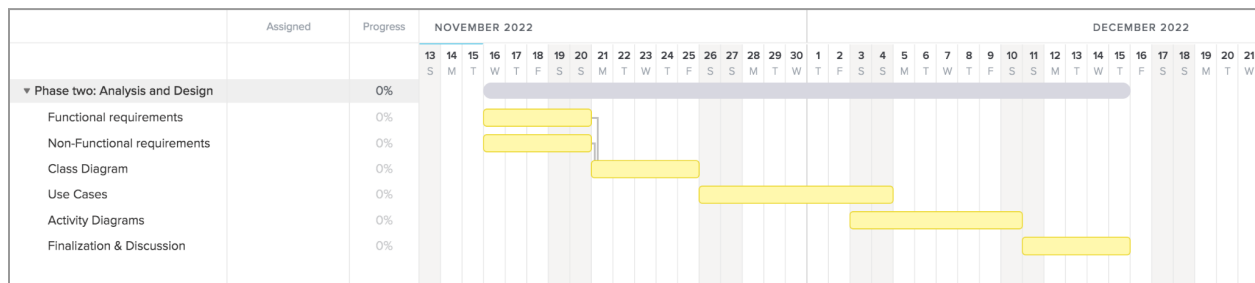 Assigned Progress NOVEMBER 2022 DECEMBER 2022
13 14 15 16 17 18 19 20 21 22 23 24 25 26 27 28 29 30 1 2 3 4 5 6 7 8 9 10 11 12 13 14 15 16 17 18 19 20 21
S M T W T F S S M T W T F S S M T W T F S S M T W T F S S M T W T F S S M T W
Phase two: Analysis and Design 0%
Functional requirements 0%
Non-Functional requirements 0%
Class Diagram 0%
Use Cases 0%
Activity Diagrams 0%
Finalization & Discussion 0%